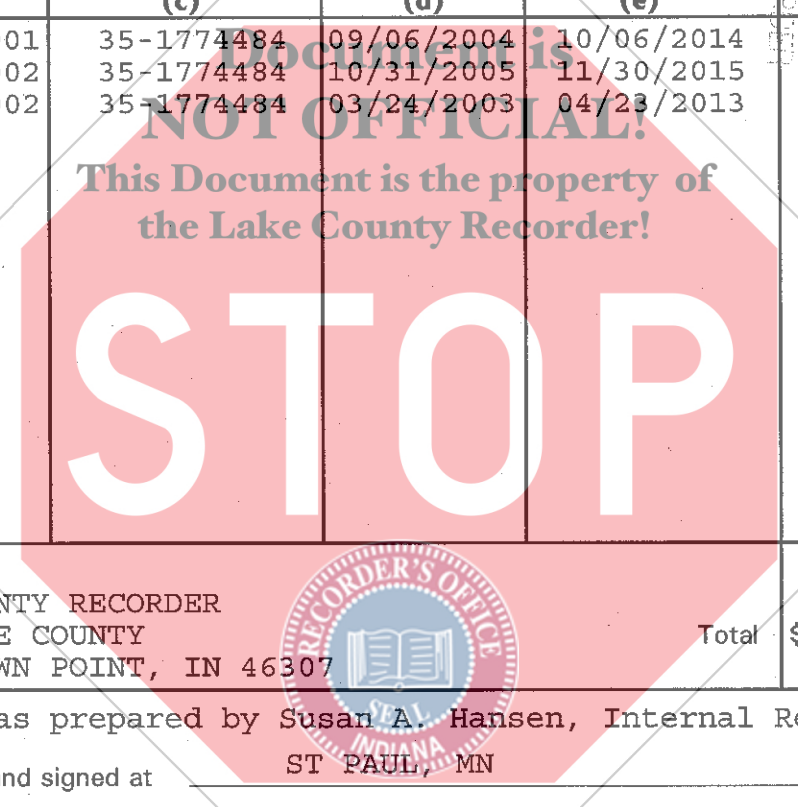 (c) (d) (e)
01 35-1774484 09/06/2004 10/06/2014
02 35-1774484 10/31/2005 11/30/2015
02 35-1774484 03/24/2003 04/23/2013
Document is
NOT OFFICIAL!
This Document is the property of
the Lake County Recorder!
STOP
NTY RECORDER
E COUNTY Total $
WN POINT, IN 46307
RECORDER'S OFFICE
SEAL
INDIANA
as prepared by Susan A. Hansen, Internal Re
nd signed at ST PAUL, MN